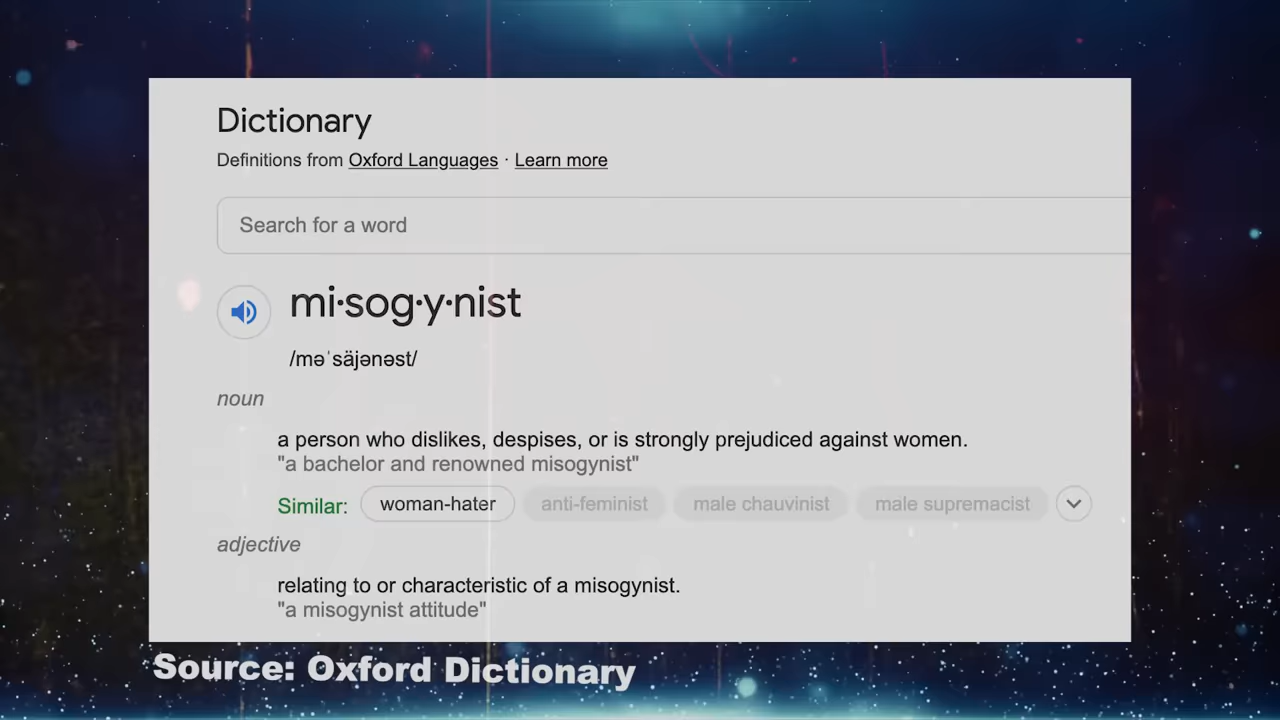 Dictionary
Definitions from Oxford Languages · Learn more
Search for a word
mi·sog·y·nist
/məˈsäjənəst/
noun
a person who dislikes, despises, or is strongly prejudiced against women.
"a bachelor and renowned misogynist"
Similar: woman-hater anti-feminist male chauvinist male supremacist
adjective
relating to or characteristic of a misogynist.
"a misogynist attitude"
Source: Oxford Dictionary